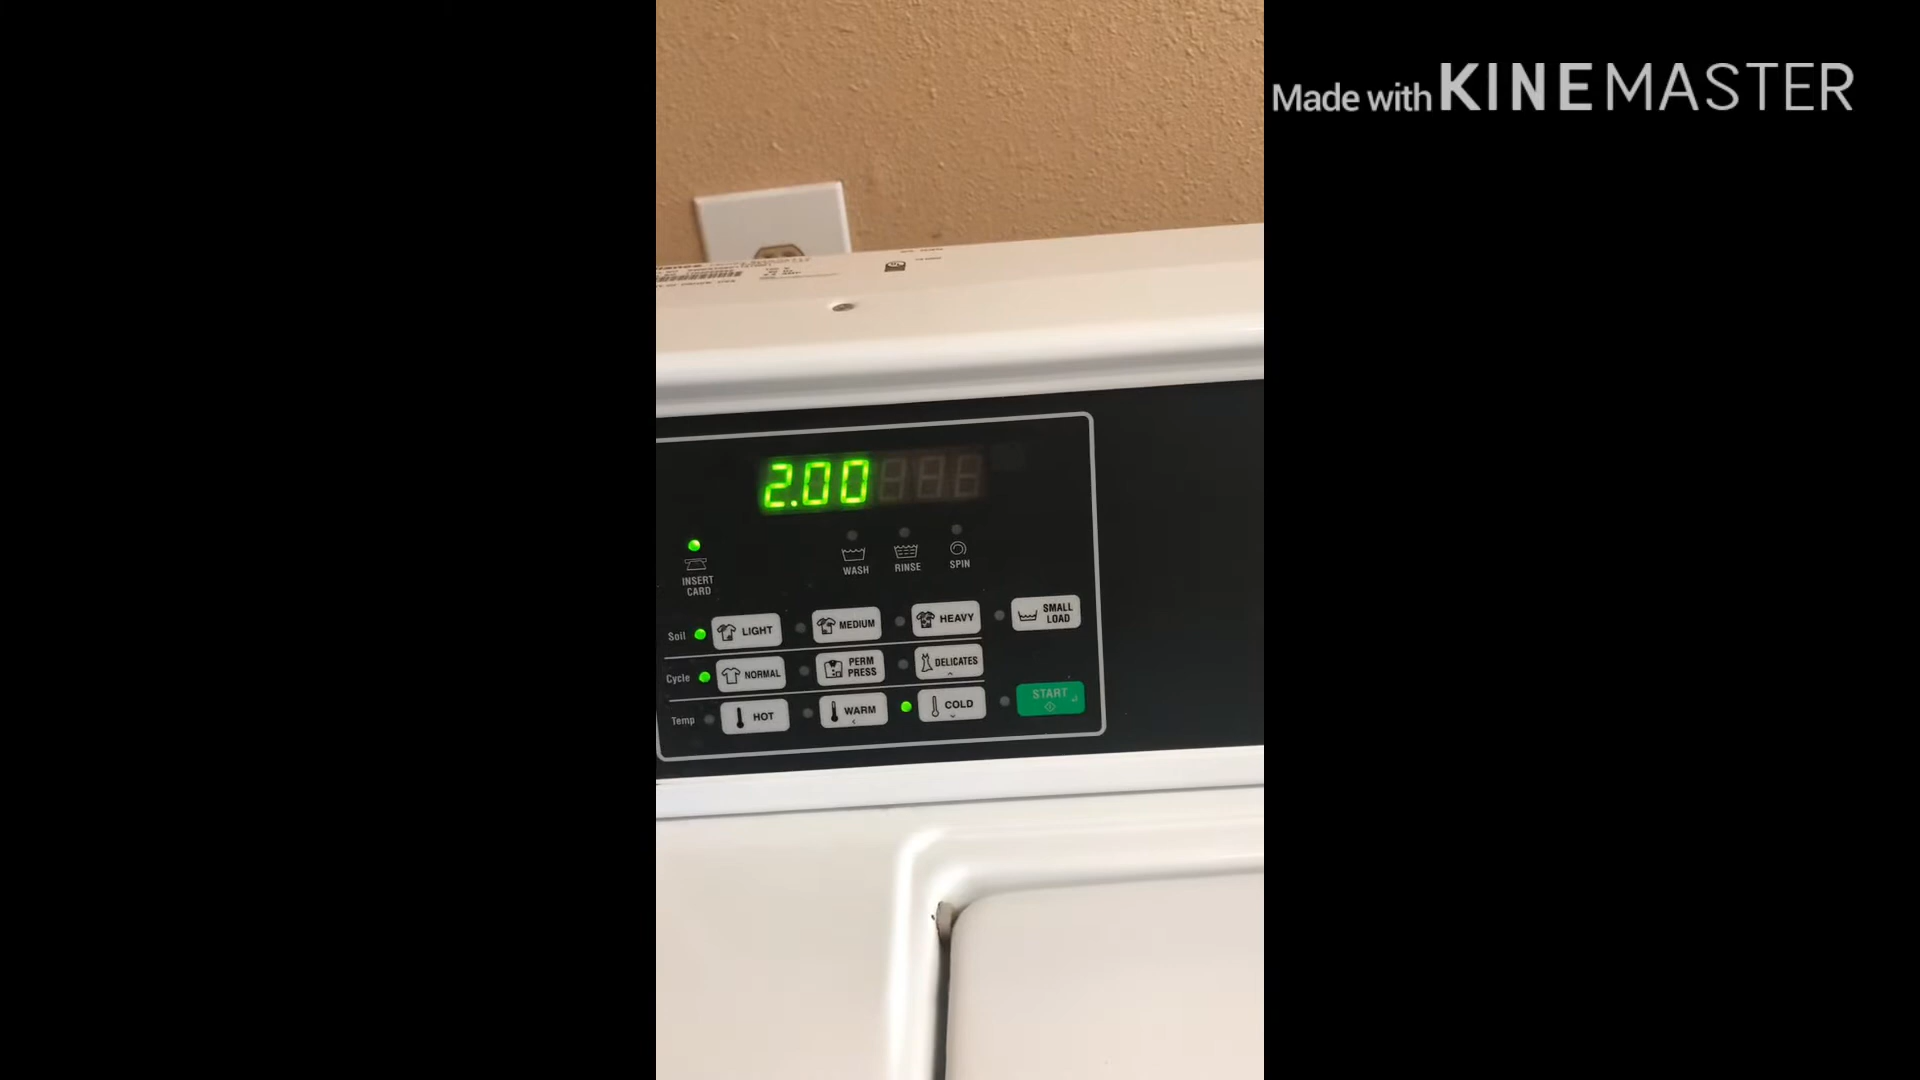 Made with KINEMASTER
2.00
INSERT
CARD
WASH
RINSE
SPIN
Soil
LIGHT
MEDIUM
HEAVY
SMALL
LOAD
Cycle
NORMAL
PERM
PRESS
DELICATES
Temp
HOT
WARM
COLD
START